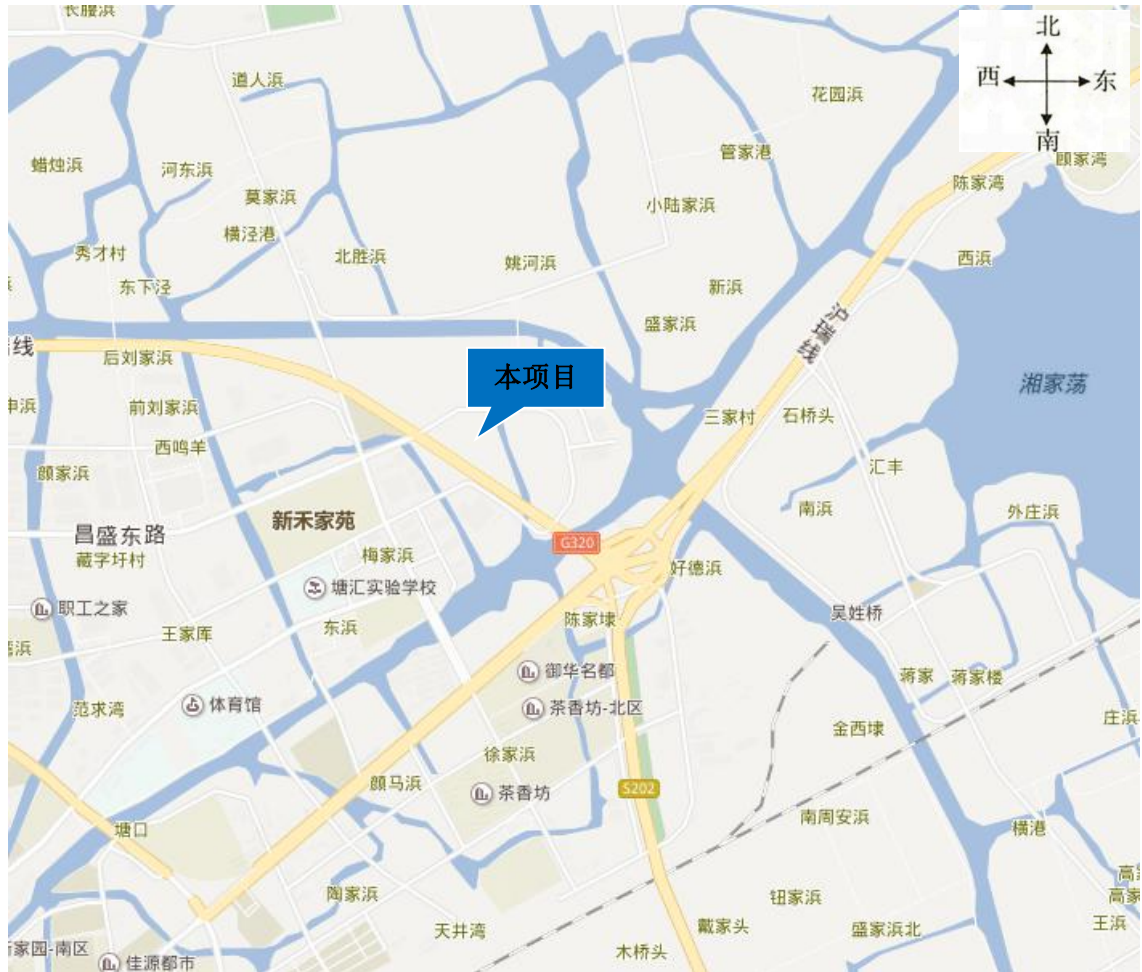 长腰浜
北
西
东
南
道人浜
花园浜
管家港
顾家湾
蜡烛浜
河东浜
陈家湾
莫家浜
小陆家浜
横泾港
秀才村
北胜浜
姚河浜
西浜
东下泾
新浜
盛家浜
沪瑞线
线
后刘家浜
本项目
湘家荡
前刘家浜
三家村
石桥头
西鸣羊
颜家浜
汇丰
南浜
外庄浜
新禾家苑
昌盛东路
G320
梅家浜
藏字圩村
好德浜
塘汇实验学校
职工之家
吴姓桥
陈家埭
东浜
王家厍
御华名都
蒋家
蒋家楼
体育馆
范求湾
茶香坊-北区
庄浜
金西埭
徐家浜
颜马浜
S202
茶香坊
南周安浜
塘口
横港
陶家浜
钮家浜
高家
王浜
戴家头
天井湾
盛家浜北
家园-南区
木桥头
佳源都市